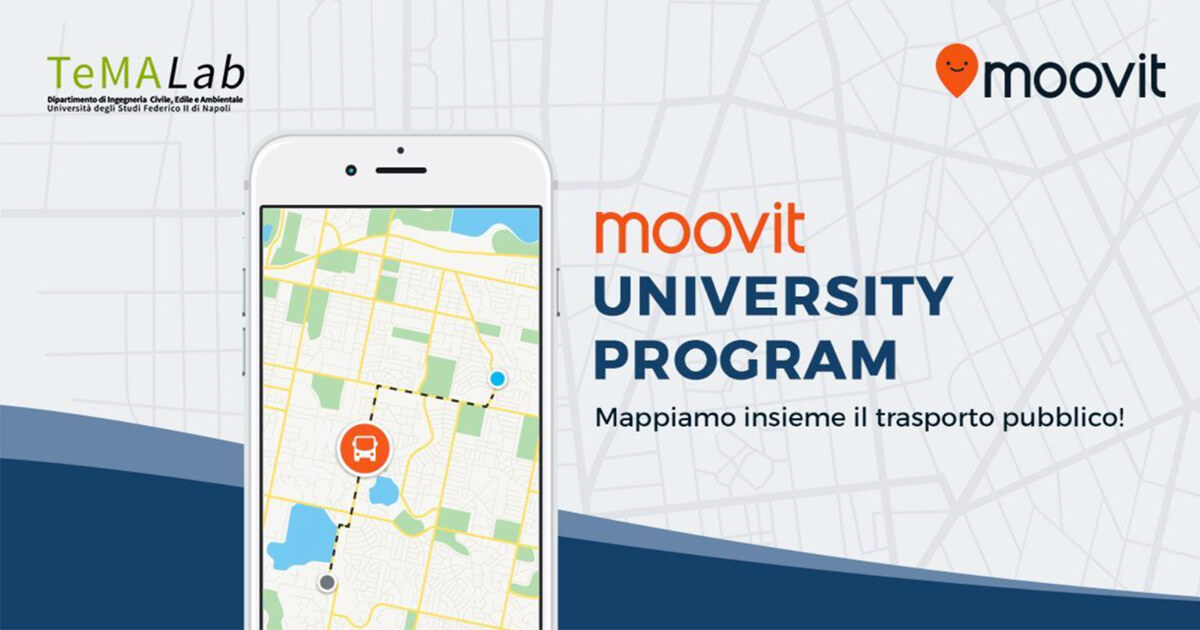 TeMALab
Dipartimento di Ingegneria Civile, Edile e Ambientale
Università degli Studi Federico II di Napoli
moovit
moovit
UNIVERSITY
PROGRAM
Mappiamo insieme il trasporto pubblico!